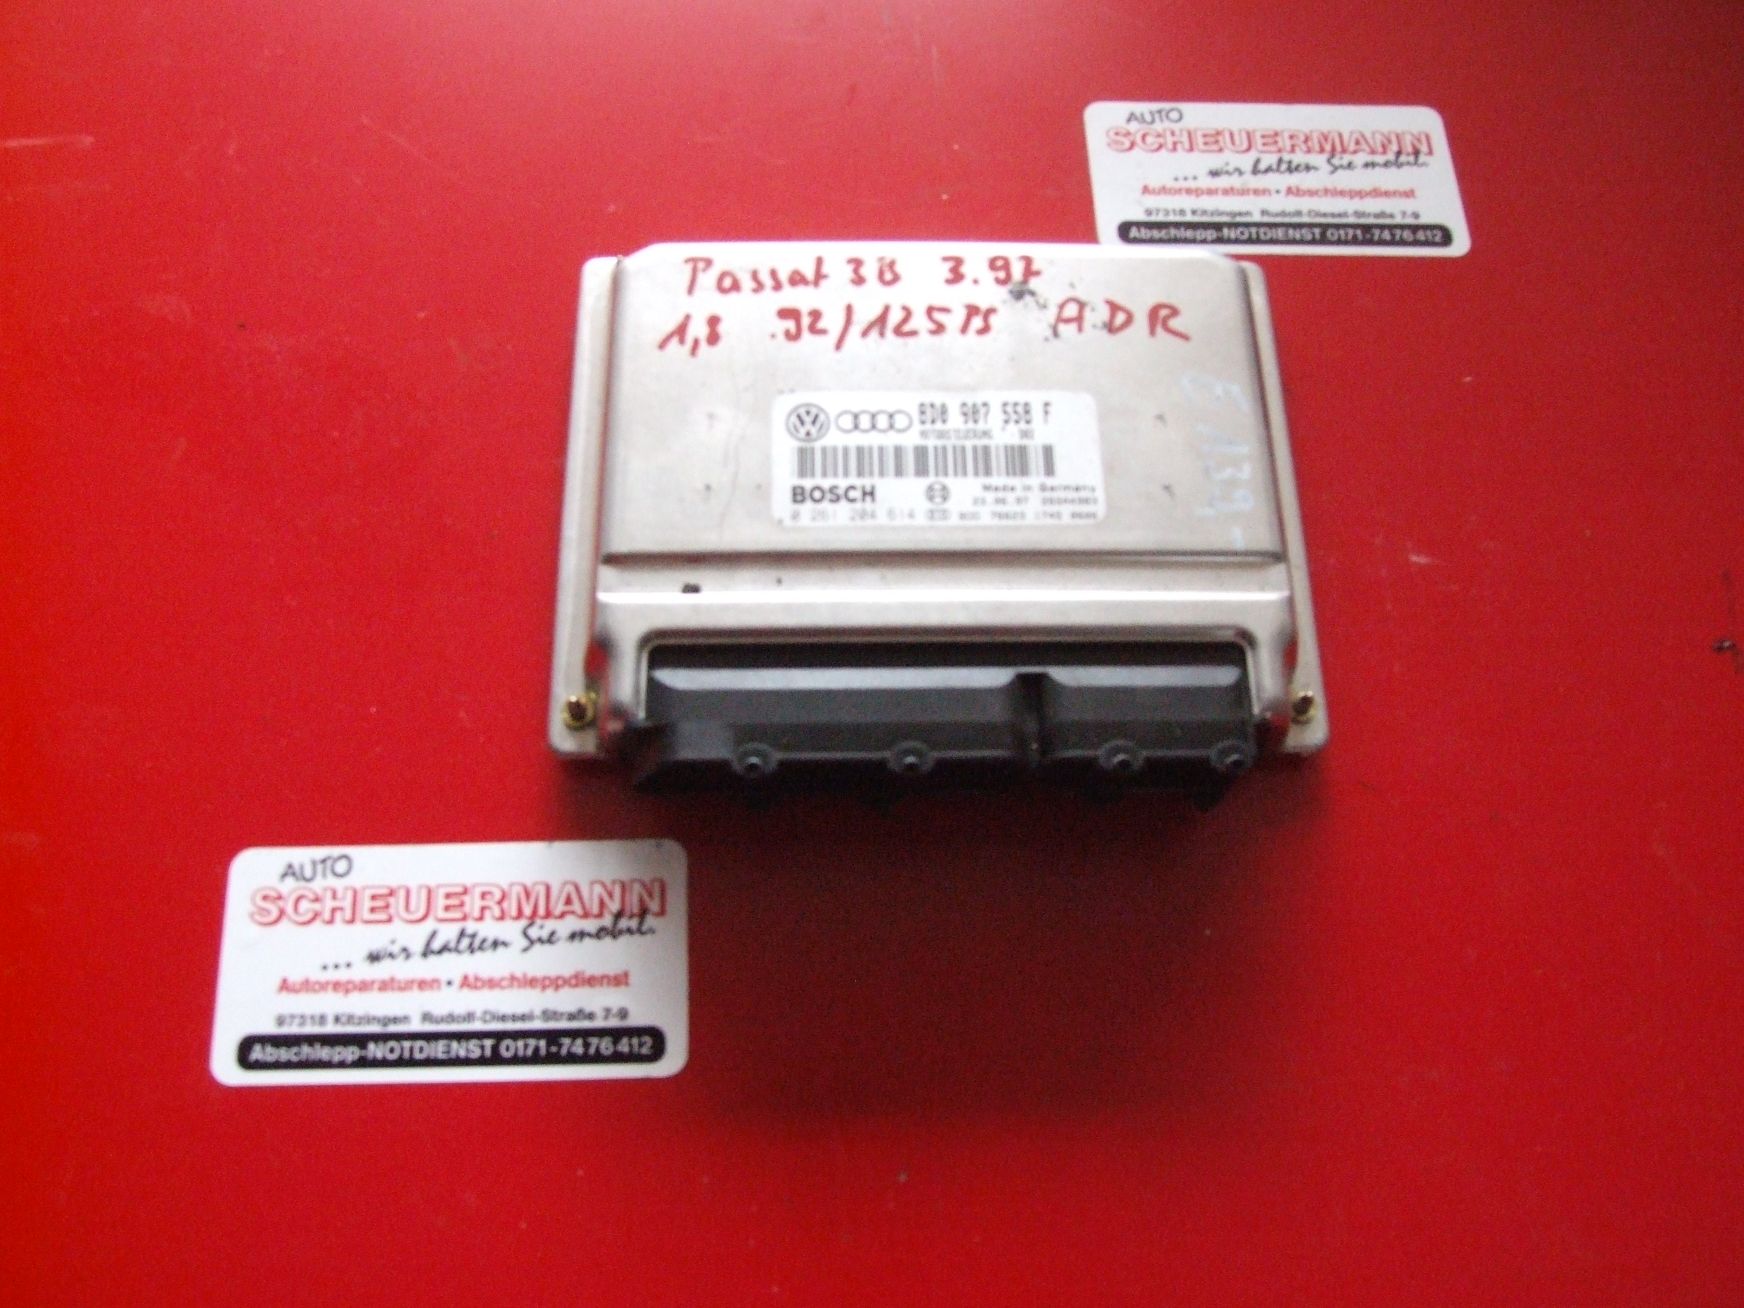 AUTO
SCHEUERMANN
... wir halten Sie mobil.
Autoreparaturen • Abschleppdienst
97318 Kitzingen Rudolf-Diesel-Straße 7-9
Abschlepp-NOTDIENST 0171-7476412
Passat 3B 3.97
1,8 92/125PS ADR
8D0 907 558 F
BOSCH
Made in Germany
0 261 204 614
AUTO
SCHEUERMANN
... wir halten Sie mobil.
Autoreparaturen • Abschleppdienst
97318 Kitzingen Rudolf-Diesel-Straße 7-9
Abschlepp-NOTDIENST 0171-7476412